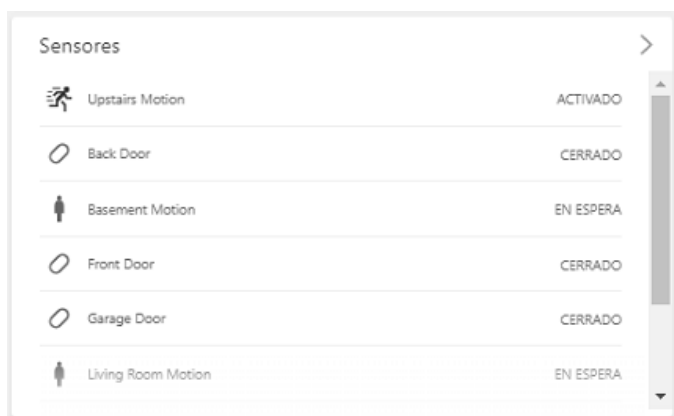 Sensores
Upstairs Motion ACTIVADO
Back Door CERRADO
Basement Motion EN ESPERA
Front Door CERRADO
Garage Door CERRADO
Living Room Motion EN ESPERA